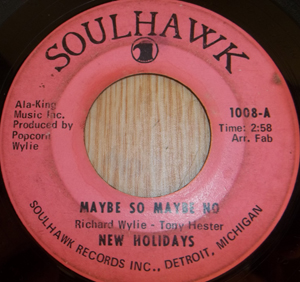 SOULHAWK
1
Ala-King
Music Inc.
Produced by
Popcorn
Wylie
1008-A
Time: 2:58
Arr. Fab
MAYBE SO MAYBE NO
Richard Wylie - Tony Hester
NEW HOLIDAYS
SOULHAWK RECORDS INC., DETROIT, MICHIGAN